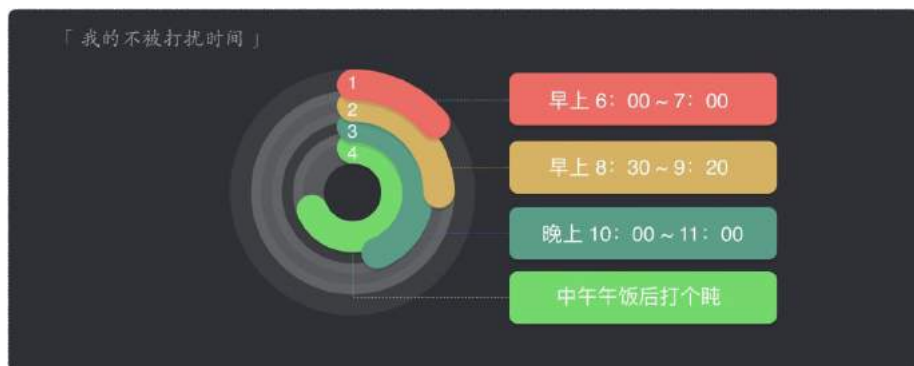 「 我的不被打扰时间 」
1
2
3
4
早上 6：00 ~ 7：00
早上 8：30 ~ 9：20
晚上 10：00 ~ 11：00
中午午饭后打个盹